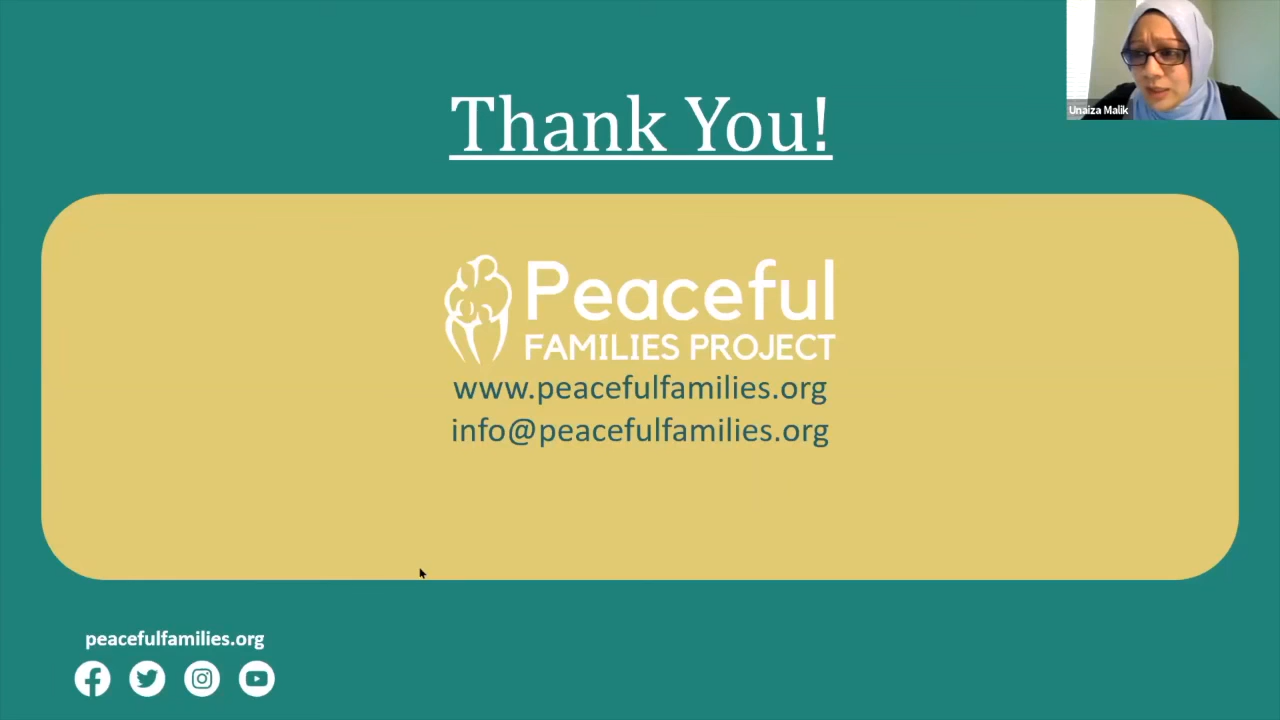 Thank You!
Unaiza Malik
Peaceful
FAMILIES PROJECT
www.peacefulfamilies.org
info@peacefulfamilies.org
peacefulfamilies.org